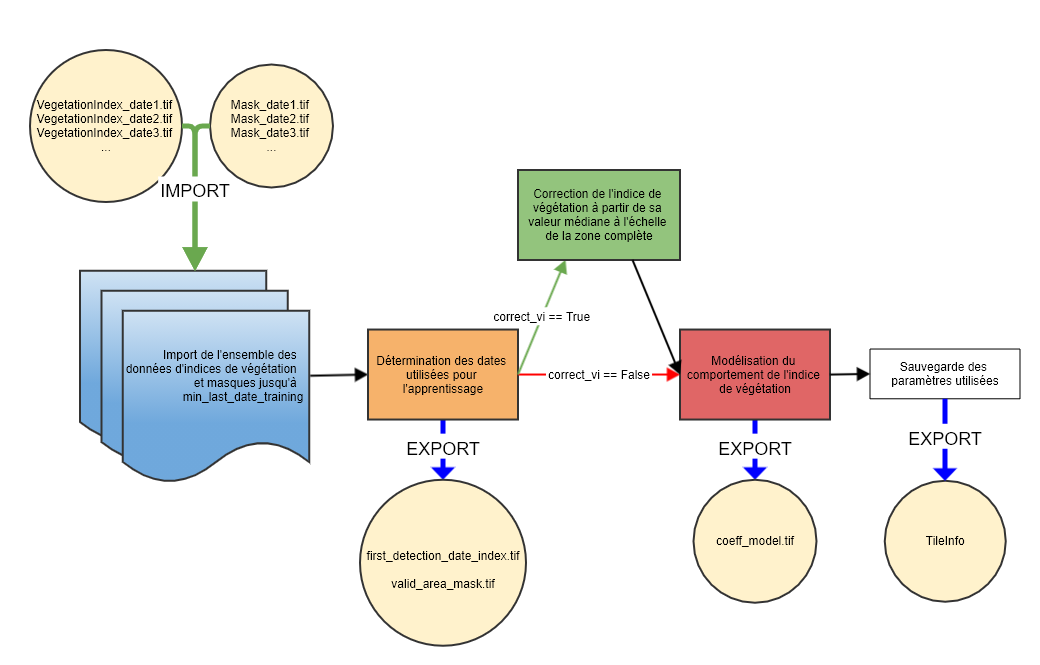 VegetationIndex_date1.tif
VegetationIndex_date2.tif
VegetationIndex_date3.tif
...
Mask_date1.tif
Mask_date2.tif
Mask_date3.tif
...
IMPORT
Import de l'ensemble des
données d'indices de végétation
et masques jusqu'à
min_last_date_training
Détermination des dates
utilisées pour
l'apprentissage
EXPORT
first_detection_date_index.tif
valid_area_mask.tif
correct_vi == True
correct_vi == False
Correction de l'indice de
végétation à partir de sa
valeur médiane à l'échelle
de la zone complète
Modélisation du
comportement de l'indice
de végétation
EXPORT
coeff_model.tif
Sauvegarde des
paramètres utilisées
EXPORT
TileInfo